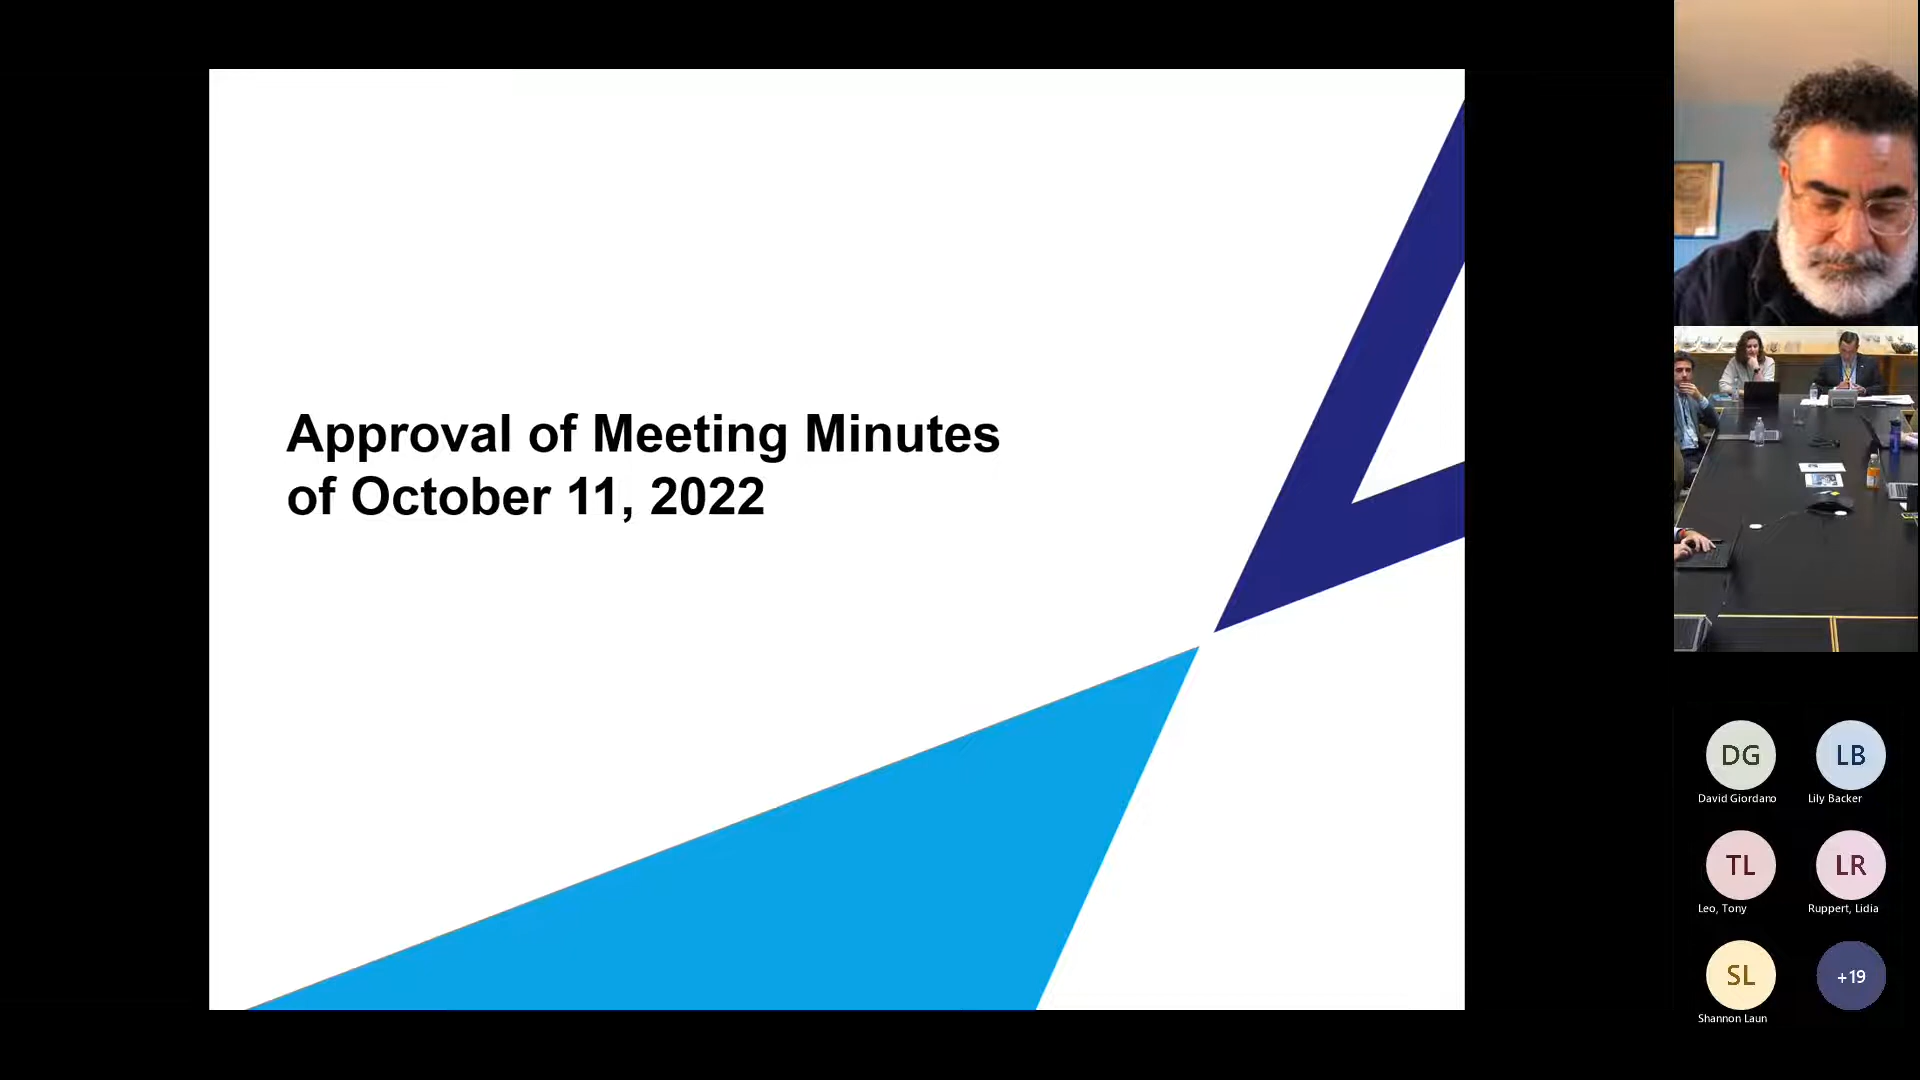 Approval of Meeting Minutes
of October 11, 2022
DG
LB
David Giordano
Lily Backer
TL
LR
Leo, Tony
Ruppert, Lidia
SL
+19
Shannon Laun